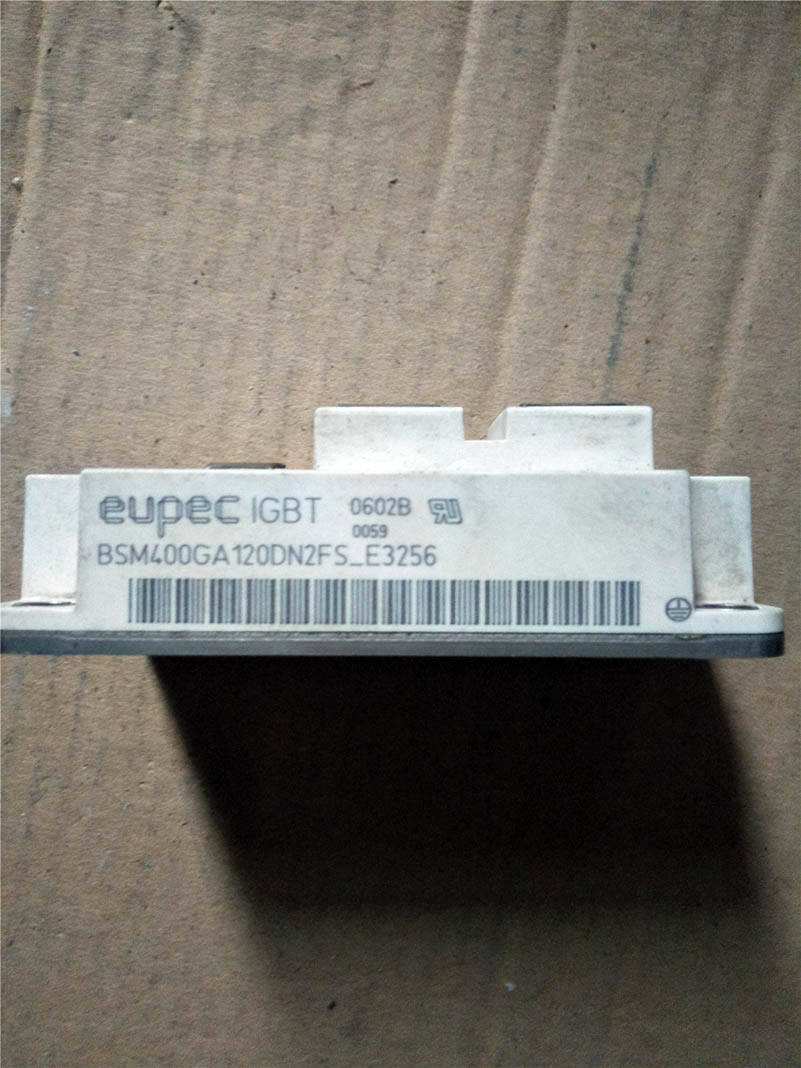 eupec IGBT 0602B
0059
BSM400GA120DN2FS_E3256